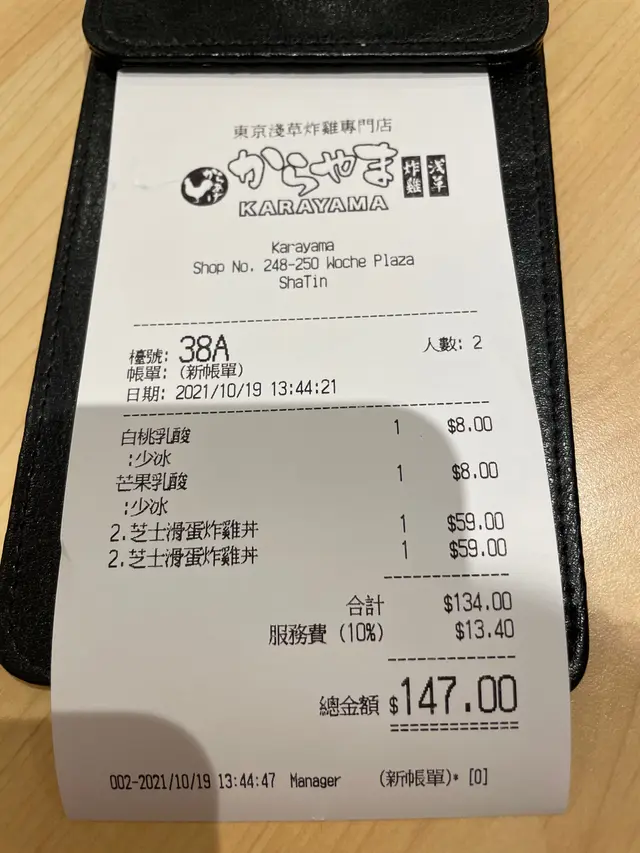 東京淺草炸雞專門店
からやま 炸雞 浅草
KARAYAMA
Karayama
Shop No. 248-250 Woche Plaza
ShaTin
檯號: 38A 人數: 2
帳單: (新帳單)
日期: 2021/10/19 13:44:21
白桃乳酸 1 $8.00
:少冰
芒果乳酸 1 $8.00
:少冰
2.芝士滑蛋炸雞丼 1 $59.00
2.芝士滑蛋炸雞丼 1 $59.00
合計 $134.00
服務費 (10%) $13.40
總金額 $147.00
002-2021/10/19 13:44:47 Manager (新帳單)* [0]